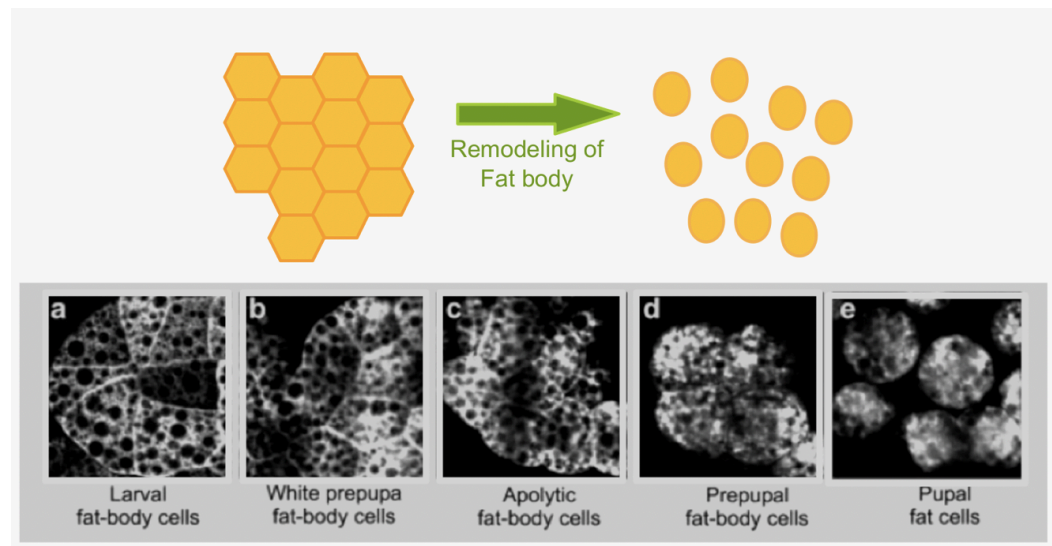 Remodeling of
Fat body
a
b
c
d
e
Larval
fat-body cells
White prepupa
fat-body cells
Apolytic
fat-body cells
Prepupal
fat-body cells
Pupal
fat cells